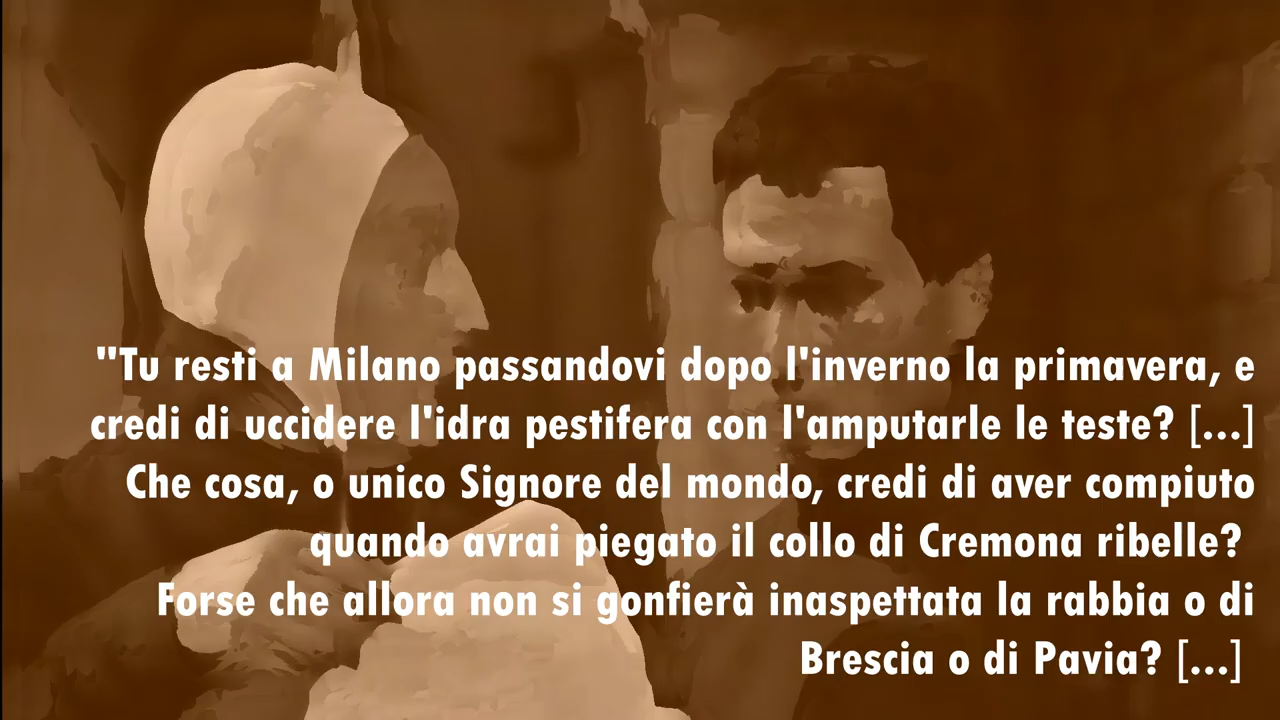 "Tu resti a Milano passandovi dopo l'inverno la primavera, e
credi di uccidere l'idra pestifera con l'amputarle le teste? [...]
Che cosa, o unico Signore del mondo, credi di aver compiuto
quando avrai piegato il collo di Cremona ribelle?
Forse che allora non si gonfierà inaspettata la rabbia o di
Brescia o di Pavia? [...]